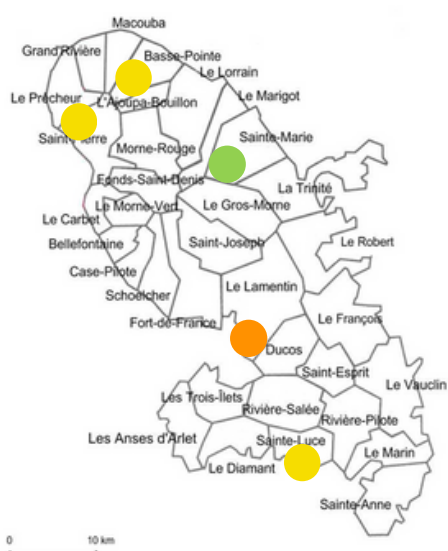 Macouba
Grand Rivière
Basse-Pointe
Le Lorrain
Le Prêcheur
L'Ajoupa-Bouillon
Le Marigot
Sainte-Marie
Morne-Rouge
Fonds-Saint-Denis
La Trinité
Le Morne-Vert
Le Gros-Morne
Le Carbet
Bellefontaine
Saint-Joseph
Le Robert
Case-Pilote
Schoelcher
Le Lamentin
Fort-de-France
Le François
Ducos
Saint-Esprit
Le Vauclin
Les Trois-Îlets
Rivière-Salée
Rivière-Pilote
Les Anses d'Arlet
Sainte-Luce
Le Marin
Le Diamant
Sainte-Anne
0 10 km